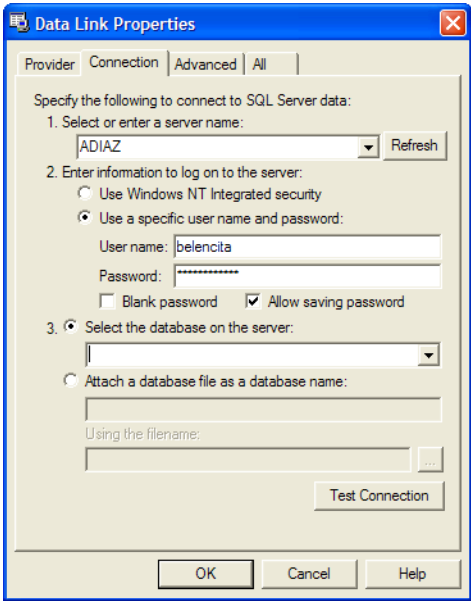 Data Link Properties
Provider Connection Advanced All
Specify the following to connect to SQL Server data:
1. Select or enter a server name:
ADIAZ Refresh
2. Enter information to log on to the server:
Use Windows NT Integrated security
Use a specific user name and password:
User name: belencita
Password: ************
Blank password Allow saving password
3. Select the database on the server:
Attach a database file as a database name:
Using the filename:
...
Test Connection
OK Cancel Help